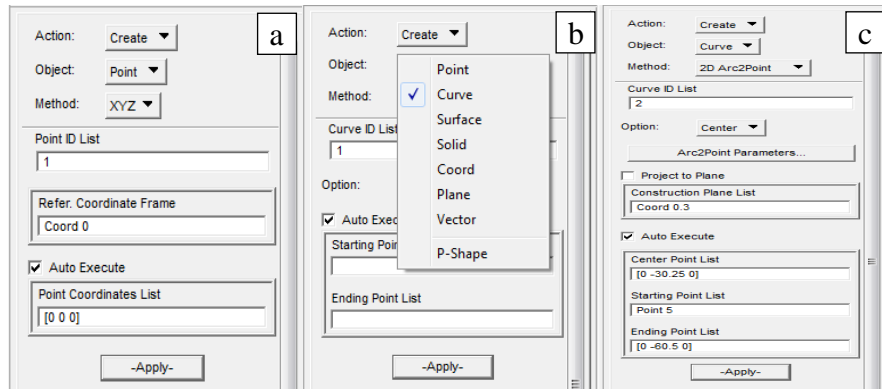 a
Action: Create
Object: Point
Method: XYZ
Point ID List
1
Refer. Coordinate Frame
Coord 0
Auto Execute
Point Coordinates List
[0 0 0]
-Apply-
b
Action: Create
Object:
Method:
Point
Curve
Surface
Solid
Coord
Plane
Vector
P-Shape
Curve ID List
1
Option:
Auto Exec
Starting Poin
Ending Point List
-Apply-
c
Action: Create
Object: Curve
Method: 2D Arc2Point
Curve ID List
2
Option: Center
Arc2Point Parameters...
Project to Plane
Construction Plane List
Coord 0.3
Auto Execute
Center Point List
[0 -30.25 0]
Starting Point List
Point 5
Ending Point List
[0 -60.5 0]
-Apply-